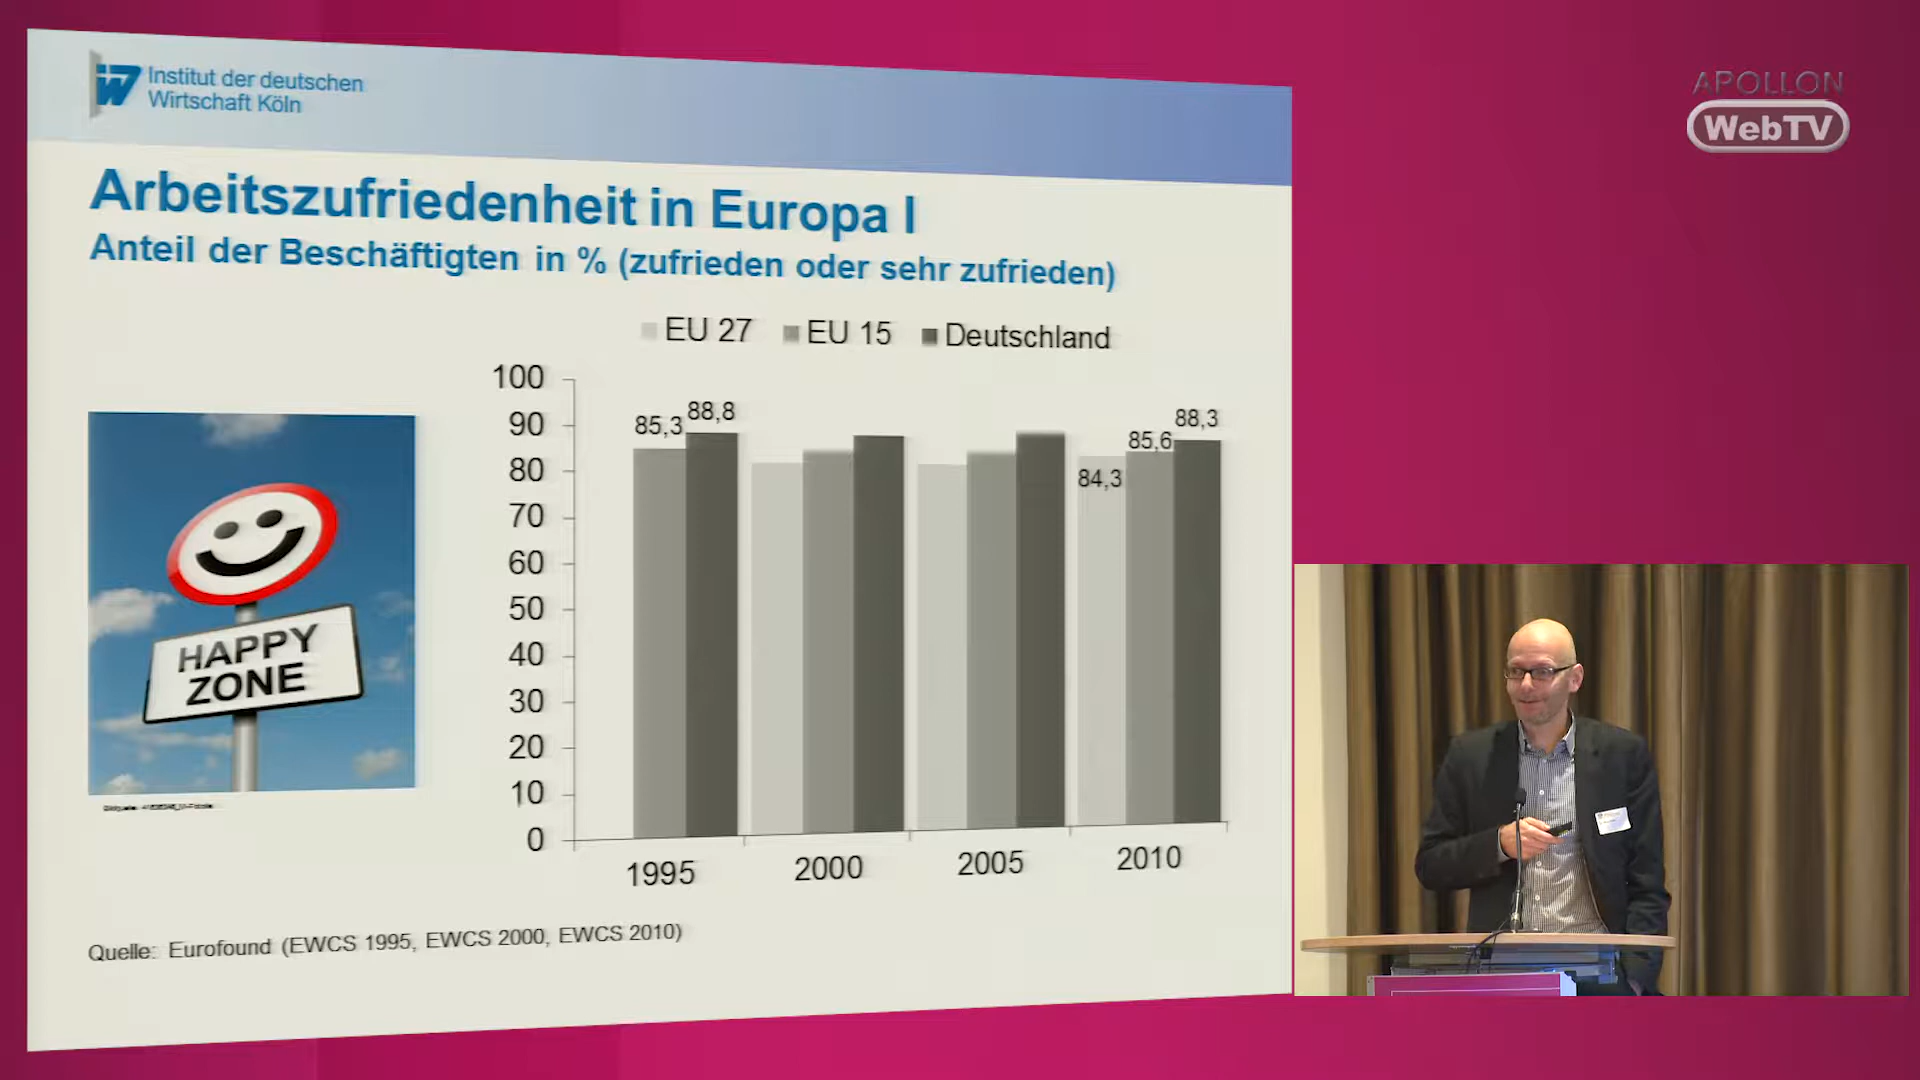 Institut der deutschen
Wirtschaft Köln
APOLLON
WebTV
Arbeitszufriedenheit in Europa I
Anteil der Beschäftigten in % (zufrieden oder sehr zufrieden)
EU 27 EU 15 Deutschland
100
90
80
70
60
50
40
30
20
10
0
85,3 88,8
84,3 85,6 88,3
1995 2000 2005 2010
HAPPY
ZONE
Quelle: Eurofound (EWCS 1995, EWCS 2000, EWCS 2010)